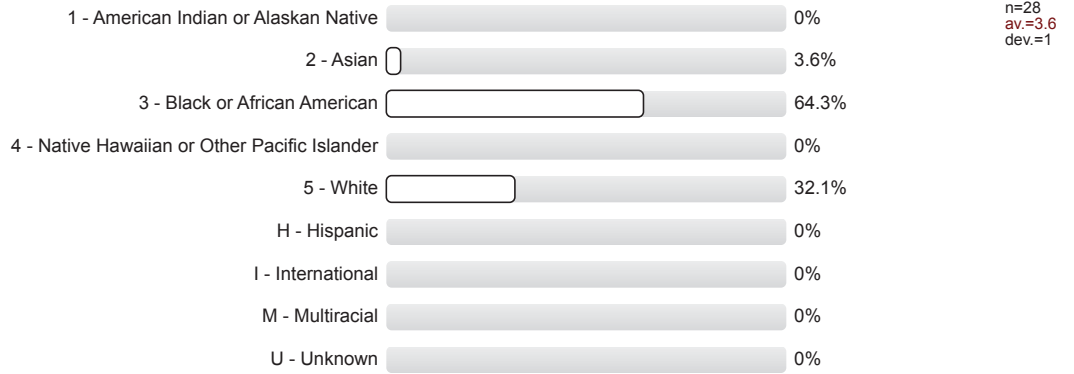 1 - American Indian or Alaskan Native 0%
n=28
av.=3.6
dev.=1
2 - Asian 3.6%
3 - Black or African American 64.3%
4 - Native Hawaiian or Other Pacific Islander 0%
5 - White 32.1%
H - Hispanic 0%
I - International 0%
M - Multiracial 0%
U - Unknown 0%